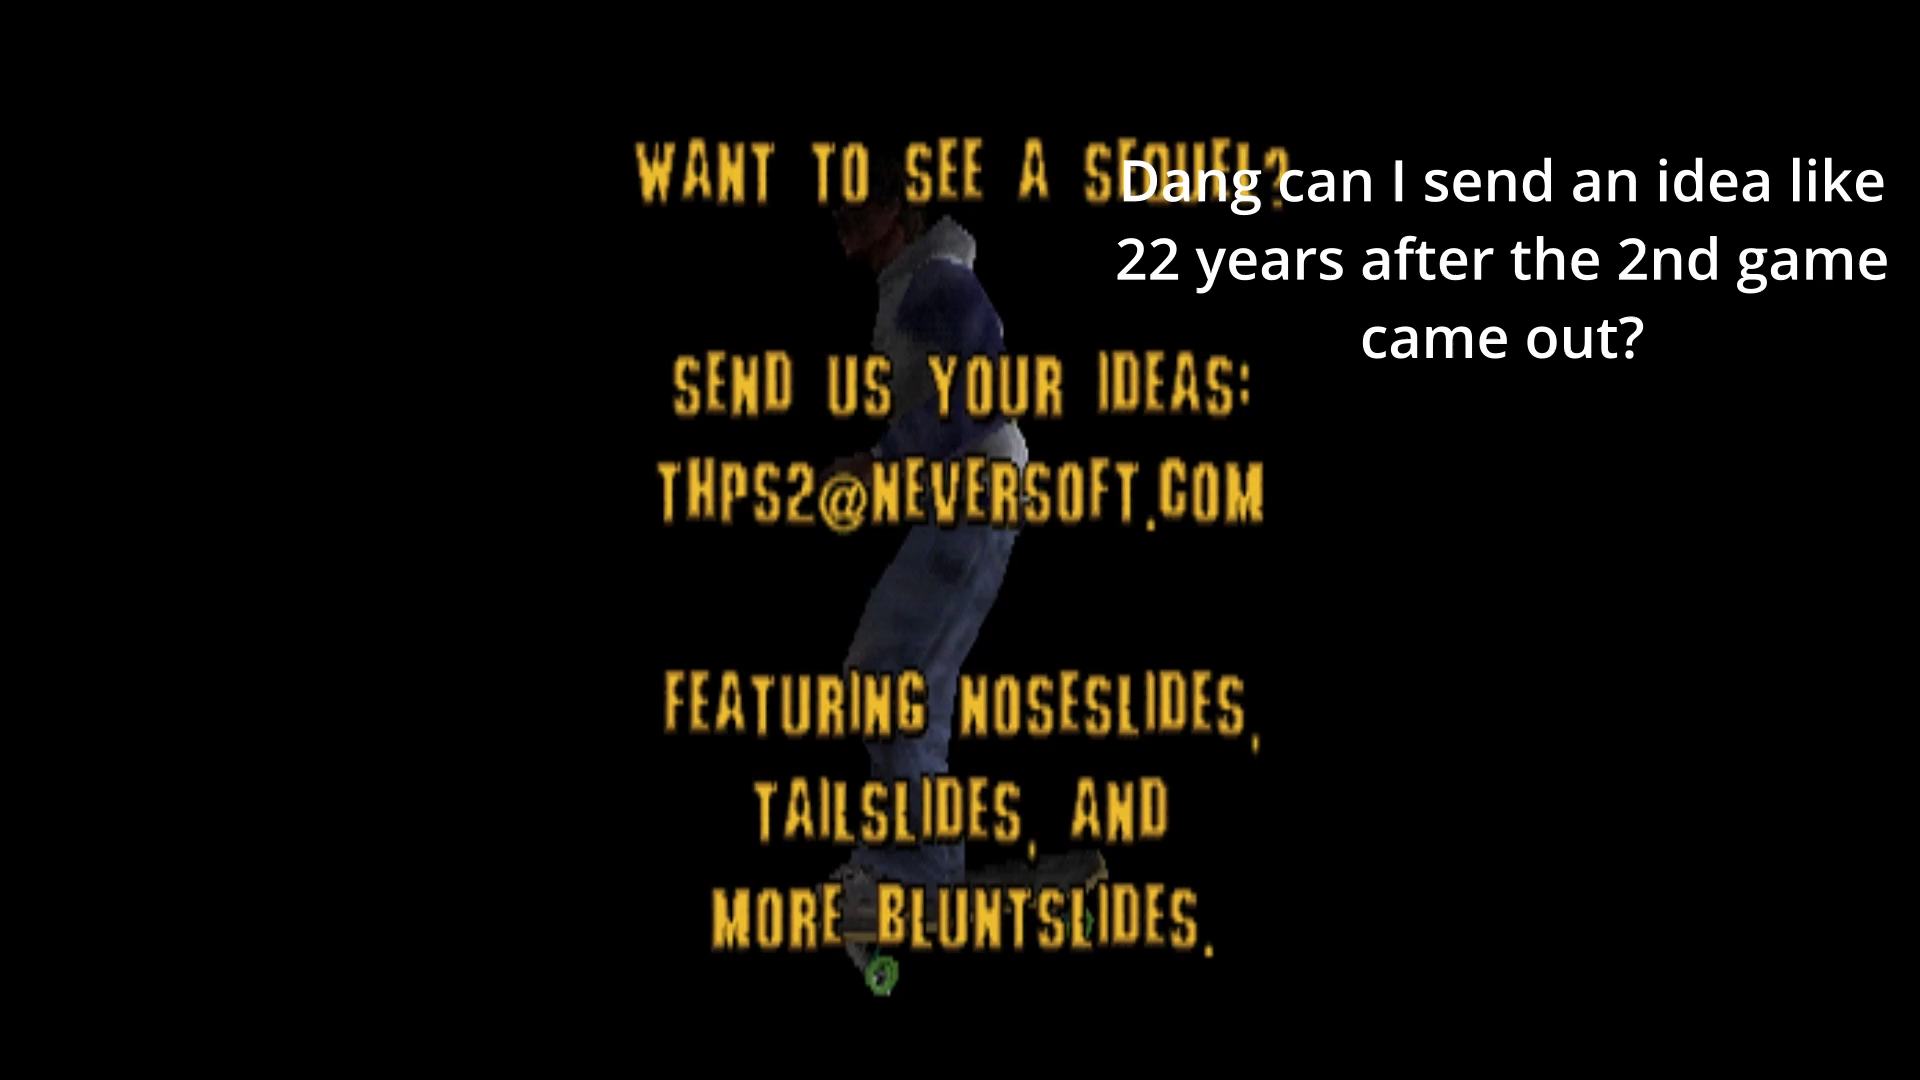 WANT TO SEE A SEQUEL?
Dang can I send an idea like
22 years after the 2nd game
came out?
SEND US YOUR IDEAS:
THPS2@NEVERSOFT.COM
FEATURING NOSESLIDES,
TAILSLIDES, AND
MORE BLUNTSLIDES.